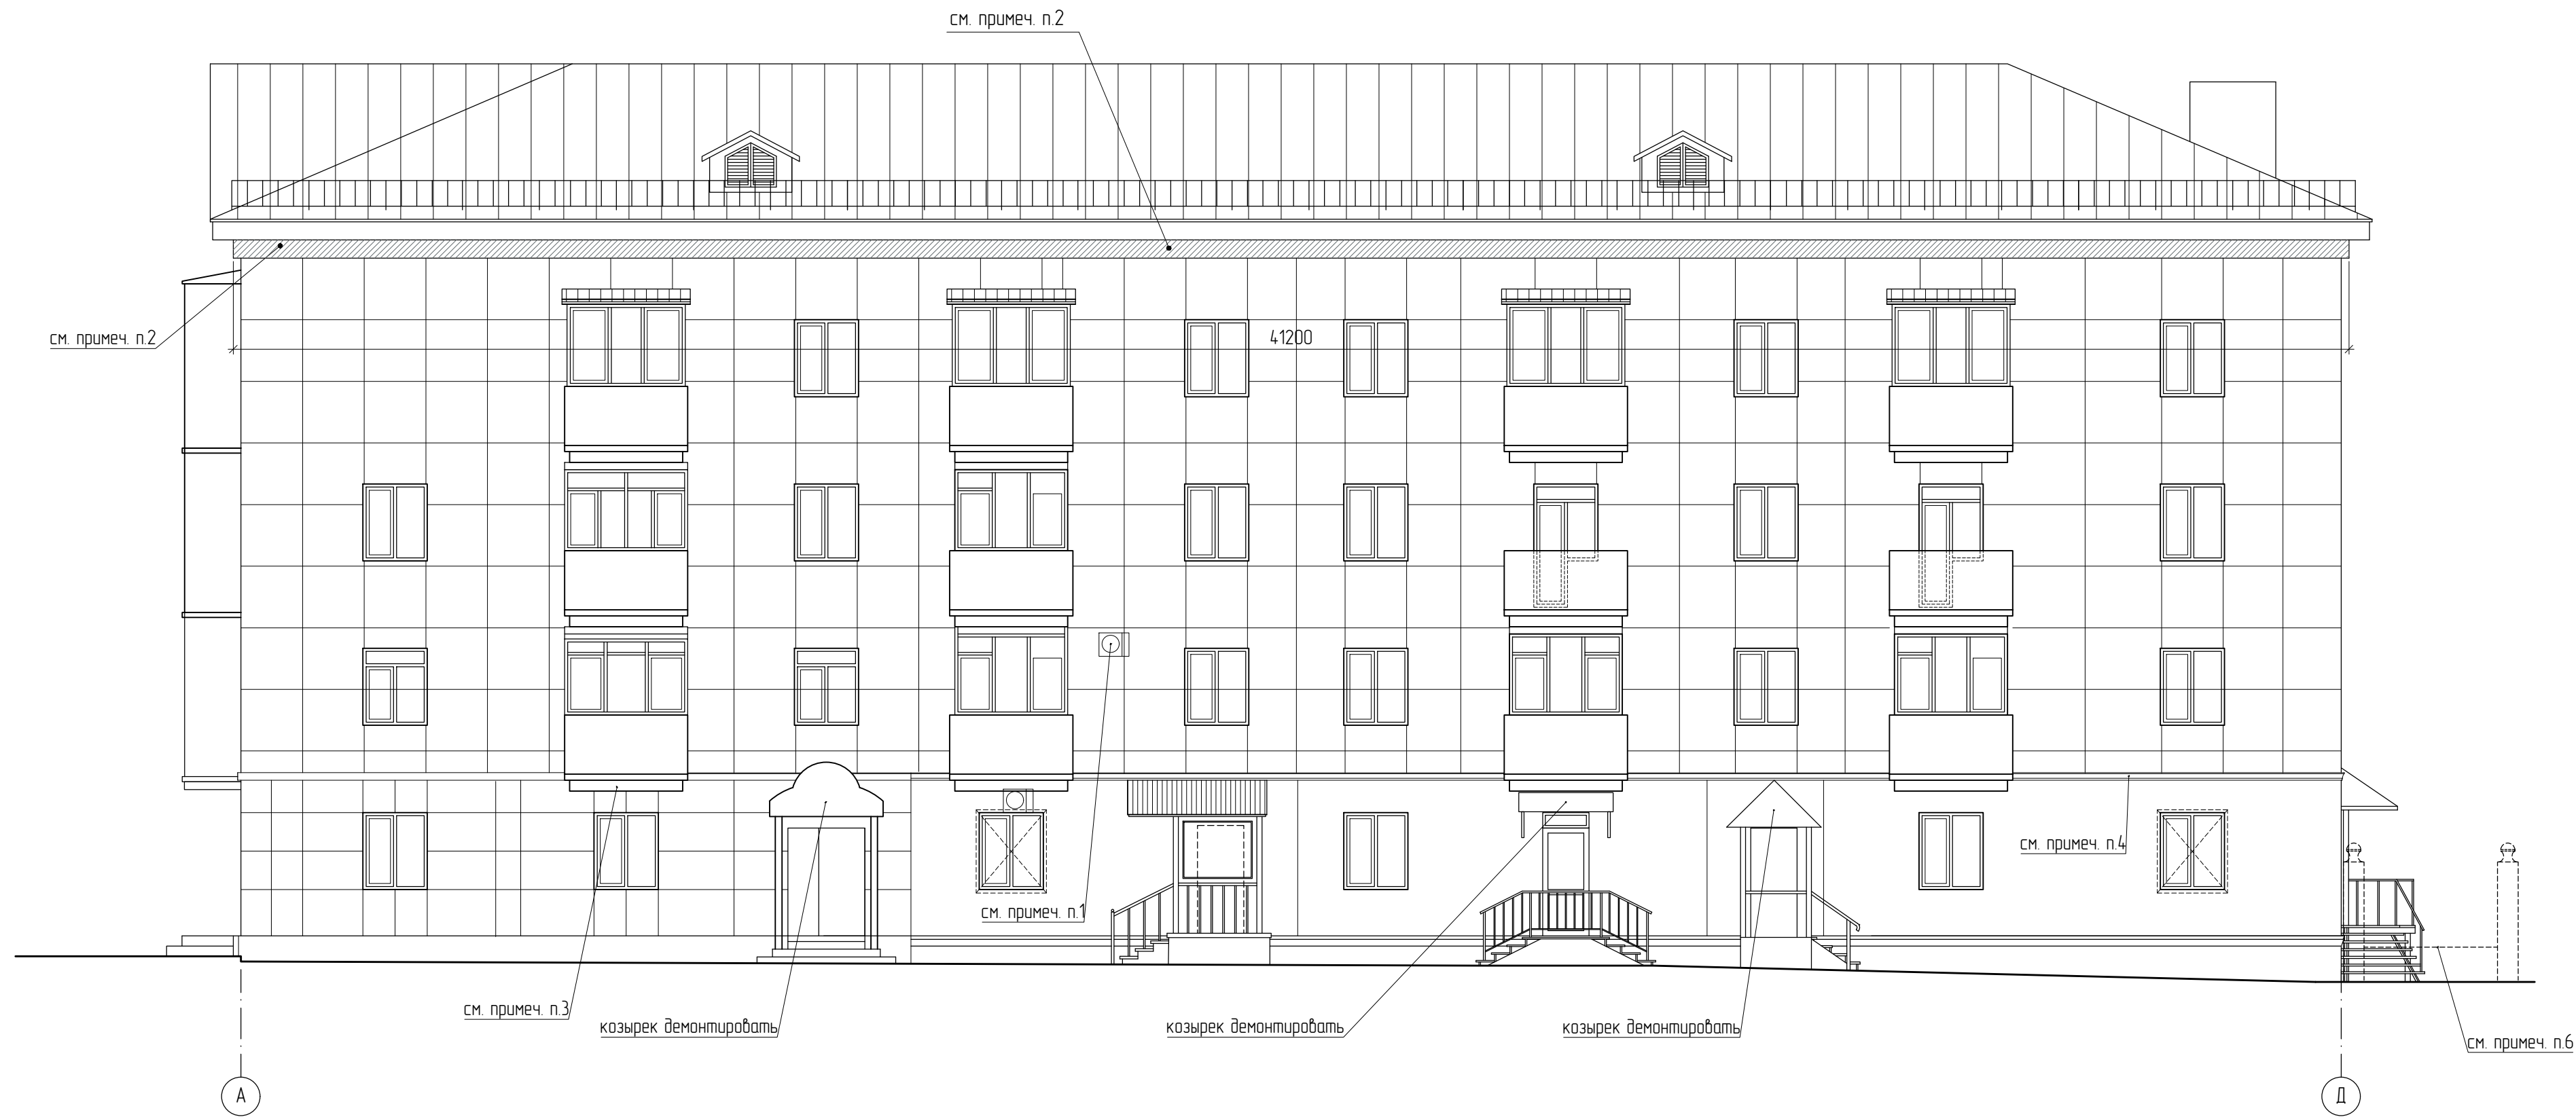 см. примеч. п.2
см. примеч. п.2
41200
см. примеч. п.4
см. примеч. п.1
см. примеч. п.3
козырек демонтировать
козырек демонтировать
козырек демонтировать
см. примеч. п.6
А
Д